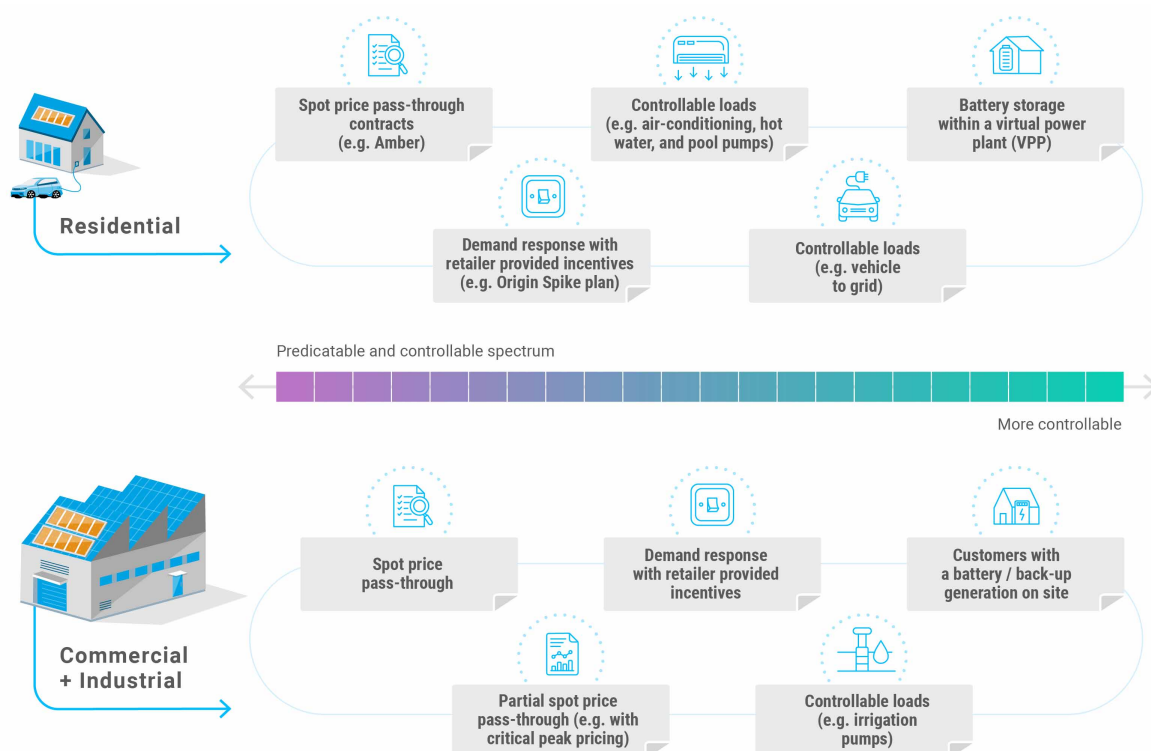 Spot price pass-through
contracts
(e.g. Amber)
Controllable loads
(e.g. air-conditioning, hot
water, and pool pumps)
Battery storage
within a virtual power
plant (VPP)
Residential
Demand response with
retailer provided incentives
(e.g. Origin Spike plan)
Controllable loads
(e.g. vehicle
to grid)
Predicatable and controllable spectrum
More controllable
Spot price
pass-through
Demand response
with retailer provided
incentives
Customers with
a battery / back-up
generation on site
Commercial
+ Industrial
Partial spot price
pass-through (e.g. with
critical peak pricing)
Controllable loads
(e.g. irrigation
pumps)